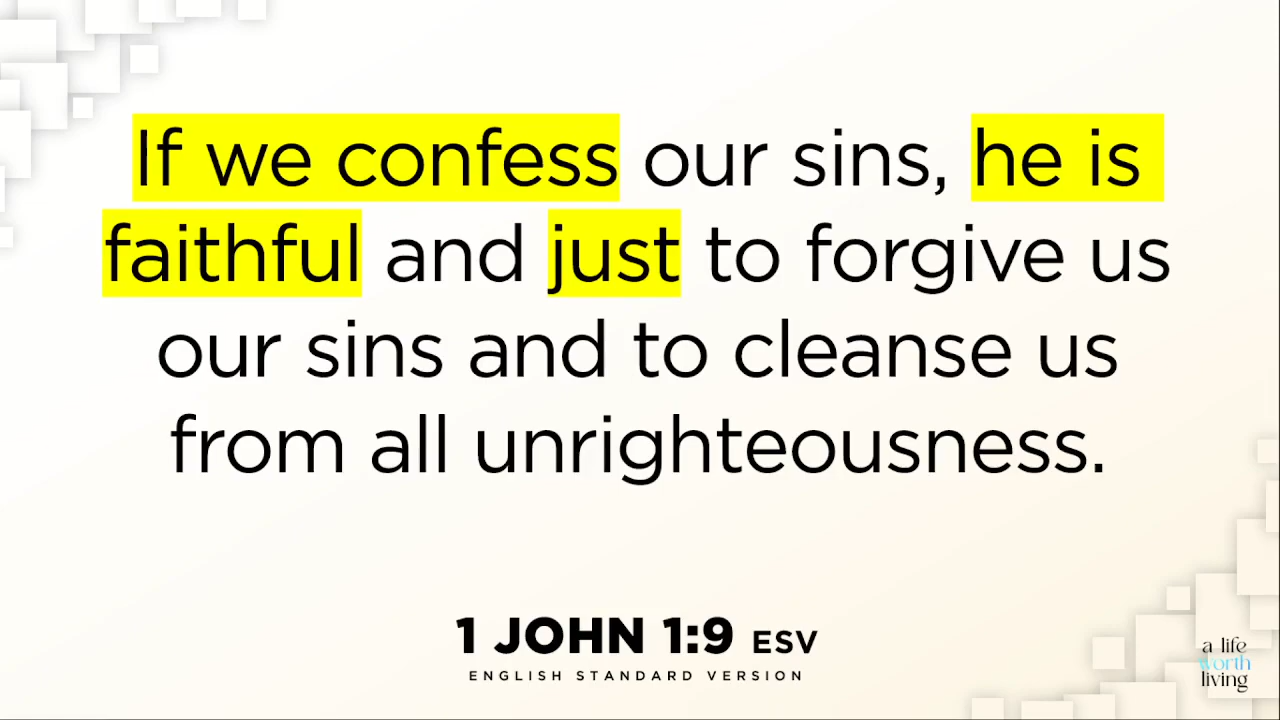 If we confess our sins, he is
faithful and just to forgive us
our sins and to cleanse us
from all unrighteousness.
1 JOHN 1:9 ESV
ENGLISH STANDARD VERSION
a life
worth
living